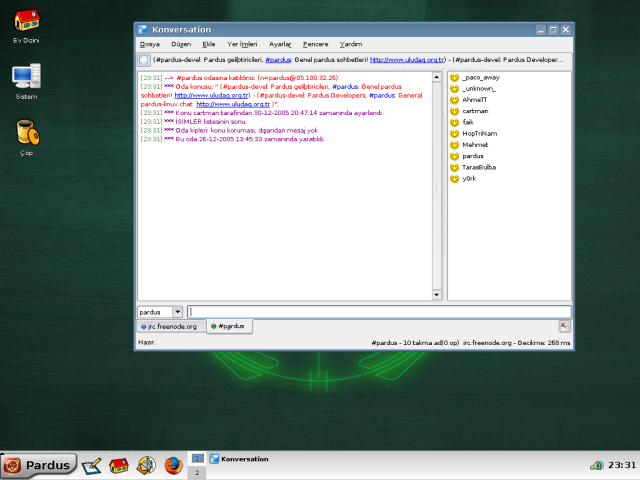 Ev Dizini
Sistem
Çöp
Konversation
Dosya Düzen Ekle Yer İmleri Ayarlar Pencere Yardım
(#pardus-devel: Pardus geliştiricileri, #pardus: Genel pardus sohbetleri! http://www.uludag.org.tr) - (#pardus-devel: Pardus Developer...
[23:31] --> #pardus odasına katıldınız. (n=pardus@85.100.32.26)
[23:31] *** Oda konusu: " (#pardus-devel: Pardus geliştiricileri, #pardus: Genel pardus
sohbetleri! http://www.uludag.org.tr) - (#pardus-devel: Pardus Developers, #pardus: General
pardus-linux chat http://www.uludag.org.tr )".
[23:31] *** Konu cartman tarafından 30-12-2005 20:47:14 zamanında ayarlandı.
[23:31] *** İSİMLER listesinin sonu.
[23:31] *** Oda kipleri: konu koruması, dışarıdan mesaj yok
[23:31] *** Bu oda 26-12-2005 13:45:33 zamanında yaratıldı.
_paco_away
_unknown_
AhmeTT
cartman
faik
HopTriNam
Mehmet
pardus
TarasBulba
y0rk
pardus
irc.freenode.org #pardus
Hazır. #pardus - 10 takma ad(0 op) irc.freenode.org - Gecikme: 268 ms
Pardus 1 2 Konversation 23:31